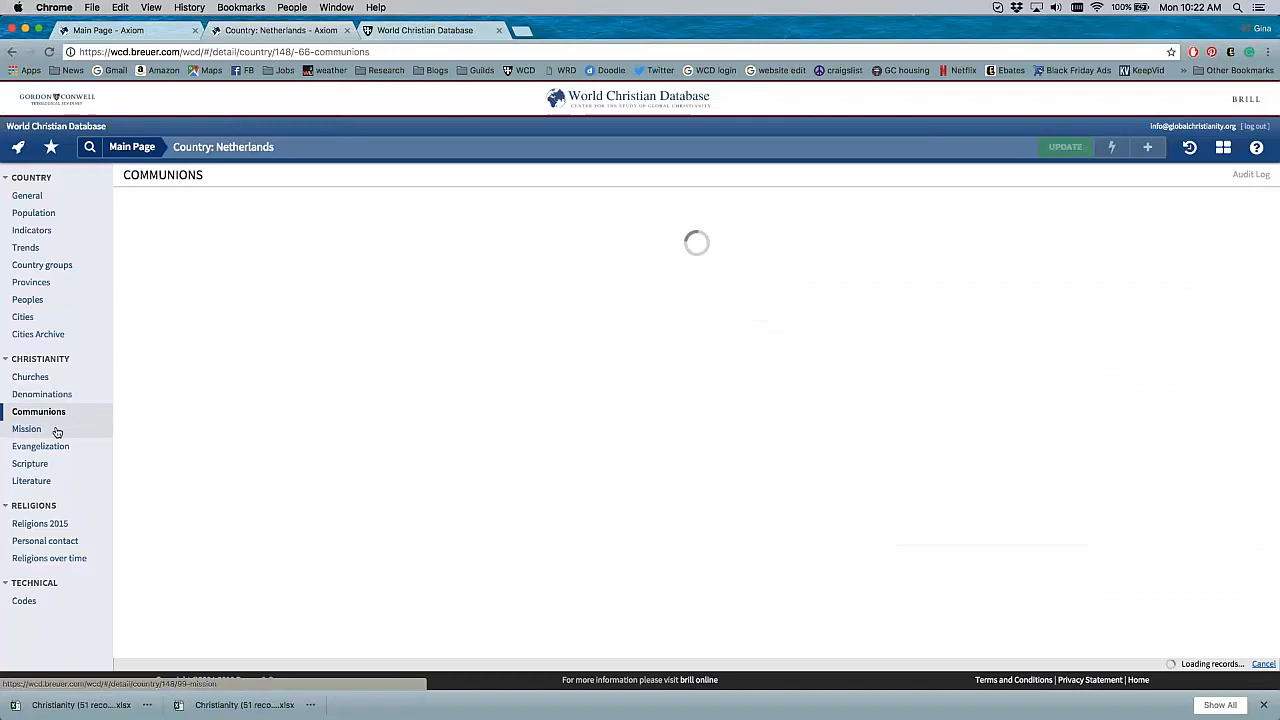 Chrome File Edit View History Bookmarks People Window Help 100% Mon 10:22 AM
Main Page - Axiom Country: Netherlands - Axiom World Christian Database Gina
https://wcd.breuer.com/wcd/#/detail/country/148/-66-communions
Apps News Gmail Amazon Maps FB Jobs weather Research Blogs Guilds WCD WRD Doodle Twitter WCD login website edit craigslist GC housing Netflix Ebates Black Friday Ads KeepVid » Other Bookmarks
GORDON CONWELL
THEOLOGICAL SEMINARY
World Christian Database
CENTER FOR THE STUDY OF GLOBAL CHRISTIANITY
BRILL
World Christian Database info@globalchristianity.org [ log out ]
Main Page Country: Netherlands UPDATE
COUNTRY
General
Population
Indicators
Trends
Country groups
Provinces
Peoples
Cities
Cities Archive
CHRISTIANITY
Churches
Denominations
Communions
Mission
Evangelization
Scripture
Literature
RELIGIONS
Religions 2015
Personal contact
Religions over time
TECHNICAL
Codes
COMMUNIONS Audit Log
Loading records... Cancel
https://wcd.breuer.com/wcd/#/detail/country/148/99-mission
For more information please visit brill online Terms and Conditions | Privacy Statement | Home
Christianity (51 reco....xlsx Christianity (51 reco....xlsx Show All